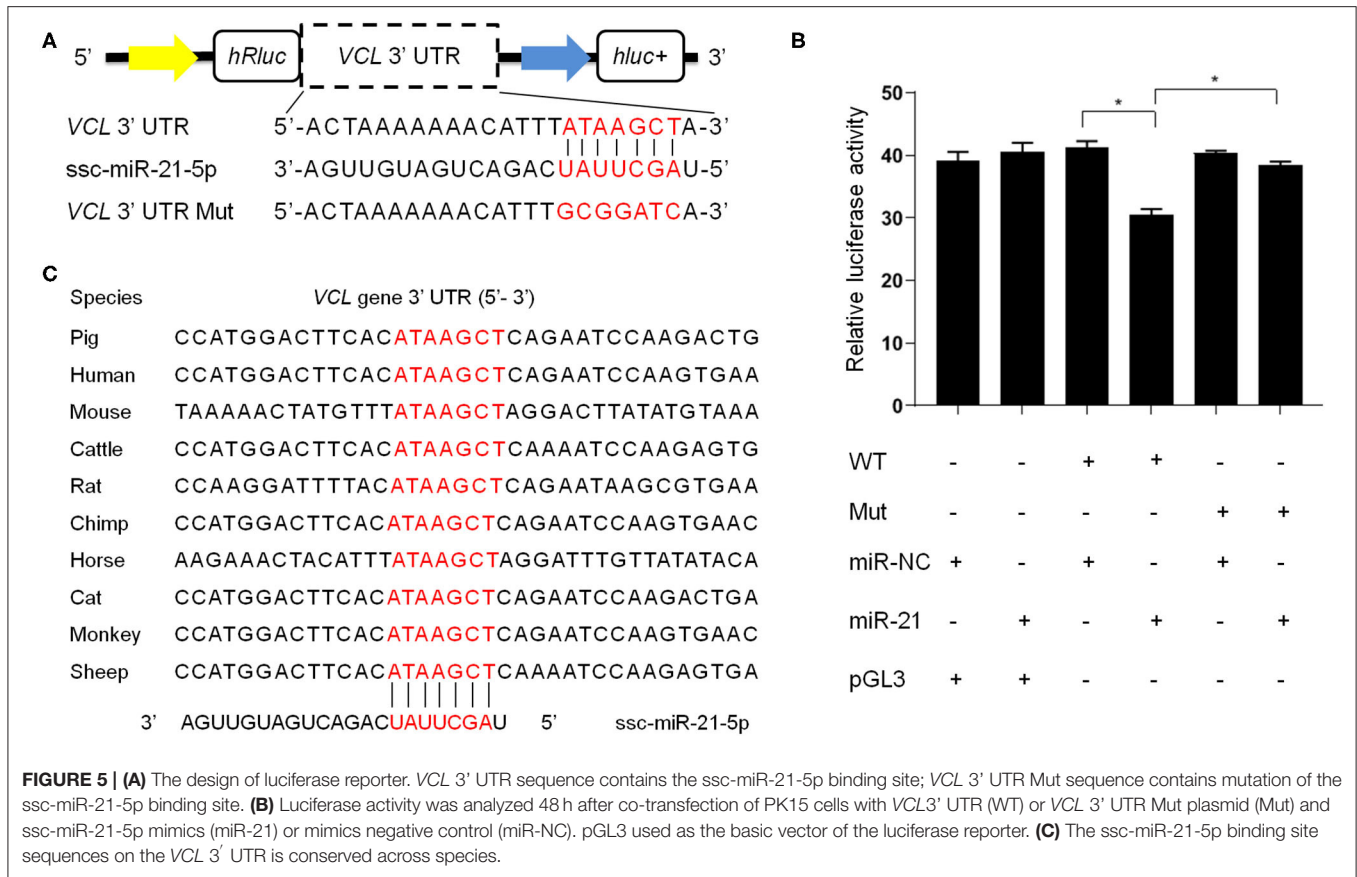 A
5' hRluc VCL 3' UTR hluc+ 3'
VCL 3' UTR 5'-ACTAAAAAAACATTTATAAGCTA-3'
ssc-miR-21-5p 3'-AGUUGUAGUCAGACUAUUCGAU-5'
VCL 3' UTR Mut 5'-ACTAAAAAAACATTTGCGGATCA-3'
B
Relative luciferase activity
50
40
30
20
10
0
* *
WT - - + + - -
Mut - - - - + +
miR-NC + - + - + -
miR-21 - + - + - +
pGL3 + + - - - -
C
Species VCL gene 3' UTR (5'- 3')
Pig CCATGGACTTCACATAAGCTCAGAATCCAAGACTG
Human CCATGGACTTCACATAAGCTCAGAATCCAAGTGAA
Mouse TAAAAACTATGTTTATAAGCTAGGACTTATATGTAAA
Cattle CCATGGACTTCACATAAGCTCAAAATCCAAGAGTG
Rat CCAAGGATTTTACATAAGCTCAGAATAAGCGTGAA
Chimp CCATGGACTTCACATAAGCTCAGAATCCAAGTGAAC
Horse AAGAAACTACATTTATAAGCTAGGATTTGTTATATACA
Cat CCATGGACTTCACATAAGCTCAGAATCCAAGACTGA
Monkey CCATGGACTTCACATAAGCTCAGAATCCAAGTGAAC
Sheep CCATGGACTTCACATAAGCTCAAAATCCAAGAGTGA
3' AGUUGUAGUCAGACUAUUCGAU 5' ssc-miR-21-5p
FIGURE 5 | (A) The design of luciferase reporter. VCL 3' UTR sequence contains the ssc-miR-21-5p binding site; VCL 3' UTR Mut sequence contains mutation of the
ssc-miR-21-5p binding site. (B) Luciferase activity was analyzed 48 h after co-transfection of PK15 cells with VCL3' UTR (WT) or VCL 3' UTR Mut plasmid (Mut) and
ssc-miR-21-5p mimics (miR-21) or mimics negative control (miR-NC). pGL3 used as the basic vector of the luciferase reporter. (C) The ssc-miR-21-5p binding site
sequences on the VCL 3′ UTR is conserved across species.